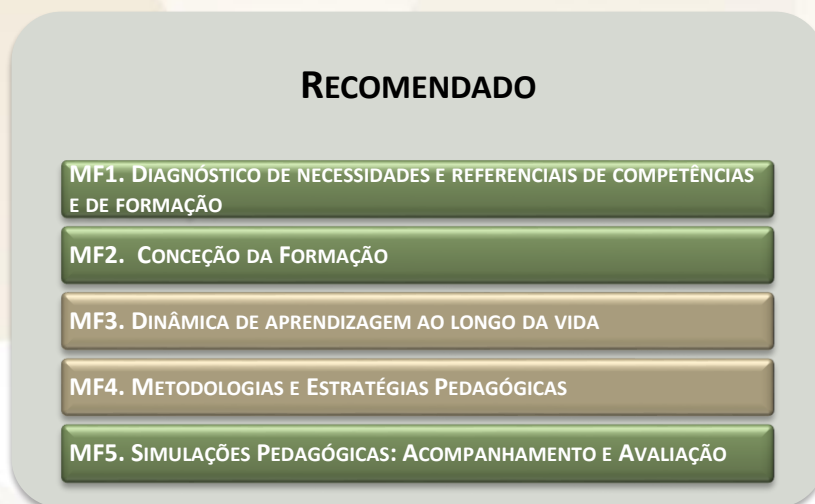 RECOMENDADO
MF1. DIAGNÓSTICO DE NECESSIDADES E REFERENCIAIS DE COMPETÊNCIAS
E DE FORMAÇÃO
MF2. CONCEÇÃO DA FORMAÇÃO
MF3. DINÂMICA DE APRENDIZAGEM AO LONGO DA VIDA
MF4. METODOLOGIAS E ESTRATÉGIAS PEDAGÓGICAS
MF5. SIMULAÇÕES PEDAGÓGICAS: ACOMPANHAMENTO E AVALIAÇÃO